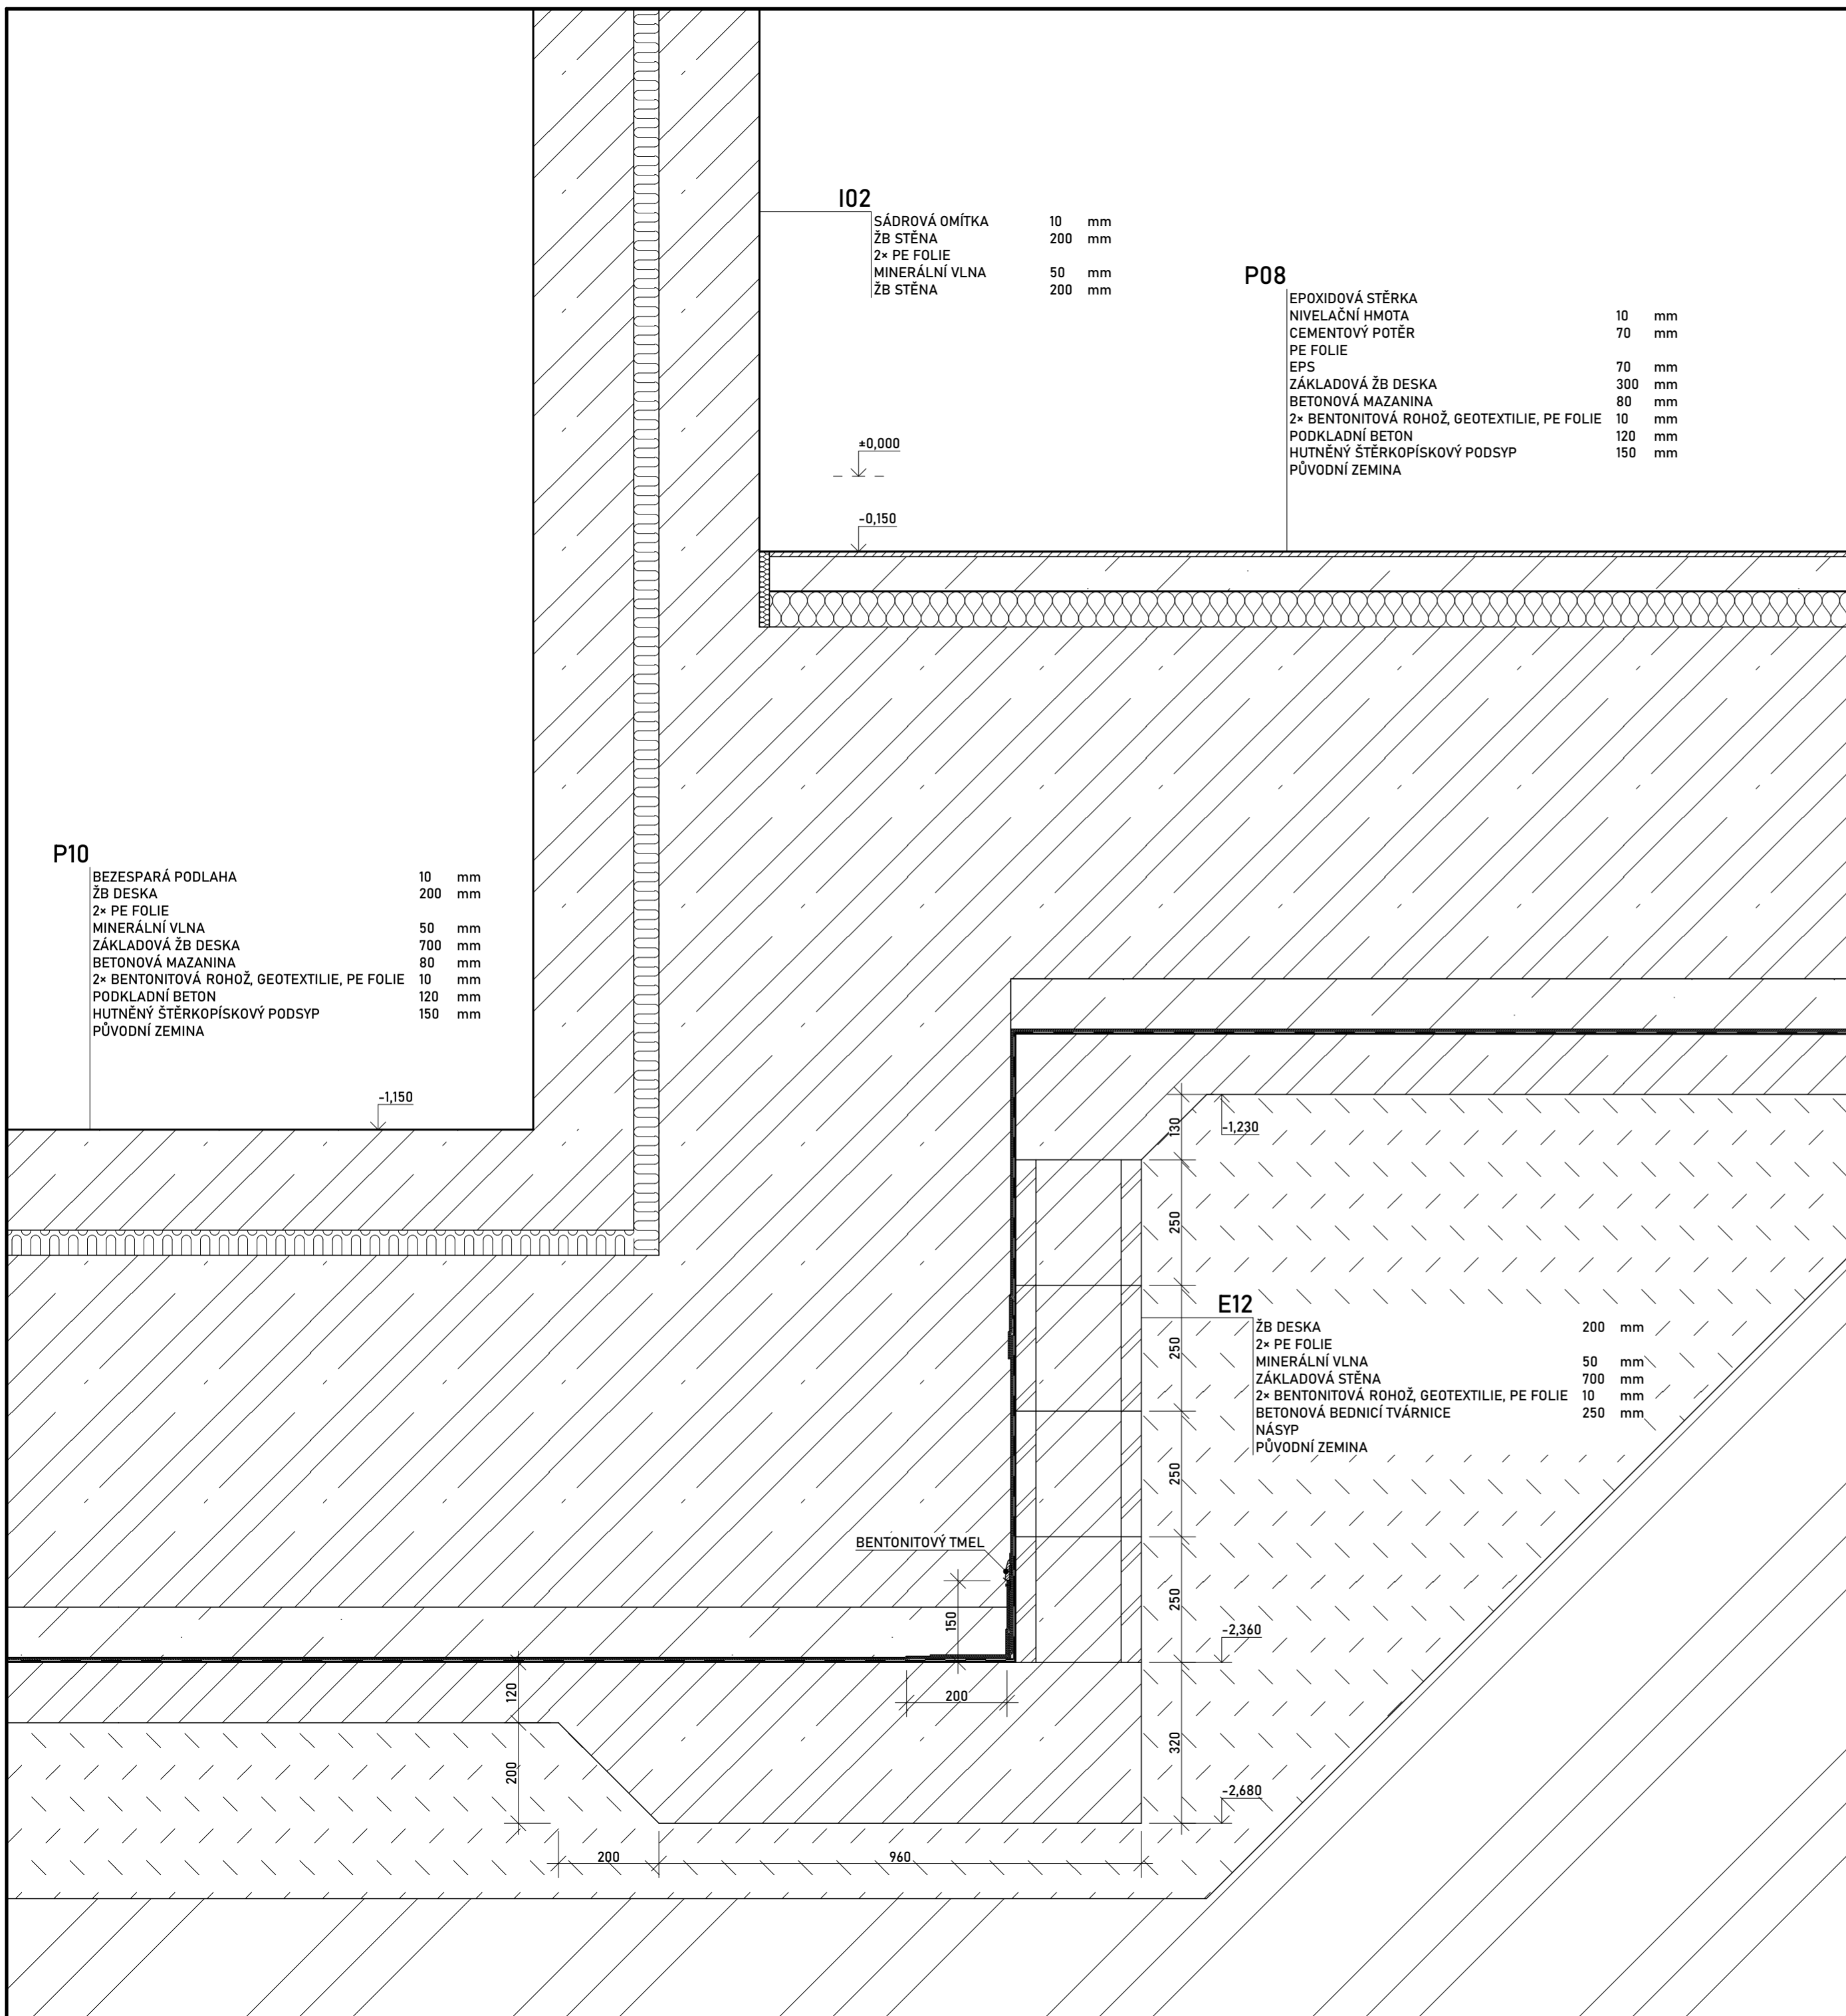 I02
SÁDROVÁ OMÍTKA 10 mm
ŽB STĚNA 200 mm
2× PE FOLIE
MINERÁLNÍ VLNA 50 mm
ŽB STĚNA 200 mm
P08
EPOXIDOVÁ STĚRKA
NIVELAČNÍ HMOTA 10 mm
CEMENTOVÝ POTĚR 70 mm
PE FOLIE
EPS 70 mm
ZÁKLADOVÁ ŽB DESKA 300 mm
BETONOVÁ MAZANINA 80 mm
2× BENTONITOVÁ ROHOŽ, GEOTEXTILIE, PE FOLIE 10 mm
PODKLADNÍ BETON 120 mm
HUTNĚNÝ ŠTĚRKOPÍSKOVÝ PODSYP 150 mm
PŮVODNÍ ZEMINA
±0,000
-0,150
P10
BEZESPARÁ PODLAHA 10 mm
ŽB DESKA 200 mm
2× PE FOLIE
MINERÁLNÍ VLNA 50 mm
ZÁKLADOVÁ ŽB DESKA 700 mm
BETONOVÁ MAZANINA 80 mm
2× BENTONITOVÁ ROHOŽ, GEOTEXTILIE, PE FOLIE 10 mm
PODKLADNÍ BETON 120 mm
HUTNĚNÝ ŠTĚRKOPÍSKOVÝ PODSYP 150 mm
PŮVODNÍ ZEMINA
-1,150
130
-1,230
250
E12
ŽB DESKA 200 mm
2× PE FOLIE
MINERÁLNÍ VLNA 50 mm
ZÁKLADOVÁ STĚNA 700 mm
2× BENTONITOVÁ ROHOŽ, GEOTEXTILIE, PE FOLIE 10 mm
BETONOVÁ BEDNICÍ TVÁRNICE 250 mm
NÁSYP
PŮVODNÍ ZEMINA
250
250
BENTONITOVÝ TMEL
150
250
-2,360
120
200
200
320
-2,680
200
960